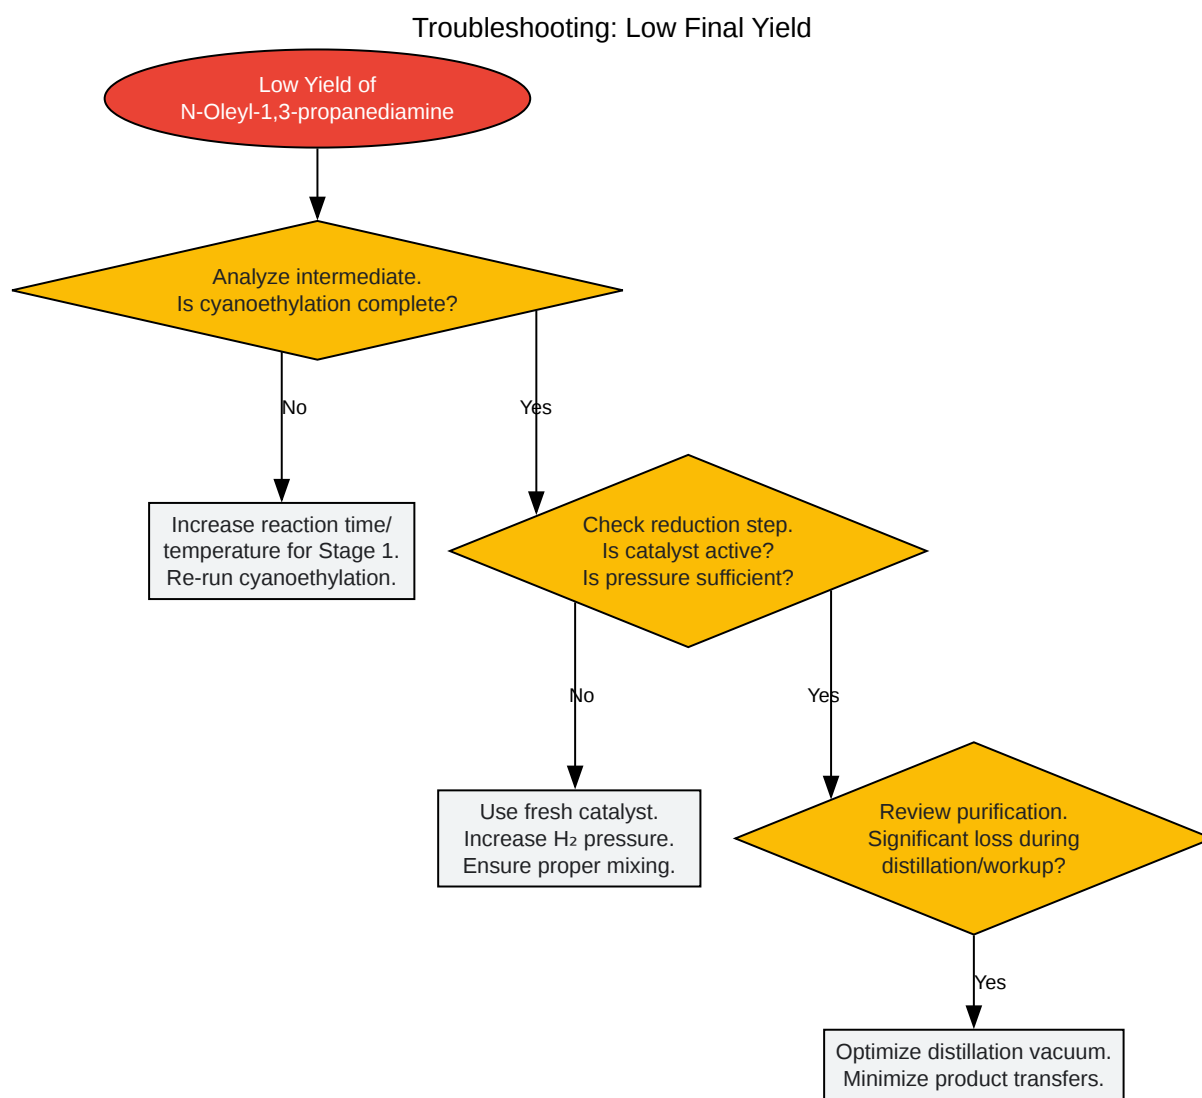 Troubleshooting: Low Final Yield
Low Yield of
N-Oleyl-1,3-propanediamine
Analyze intermediate.
Is cyanoethylation complete?
No
Yes
Increase reaction time/
temperature for Stage 1.
Re-run cyanoethylation.
Check reduction step.
Is catalyst active?
Is pressure sufficient?
No
Yes
Use fresh catalyst.
Increase H₂ pressure.
Ensure proper mixing.
Review purification.
Significant loss during
distillation/workup?
Yes
Optimize distillation vacuum.
Minimize product transfers.